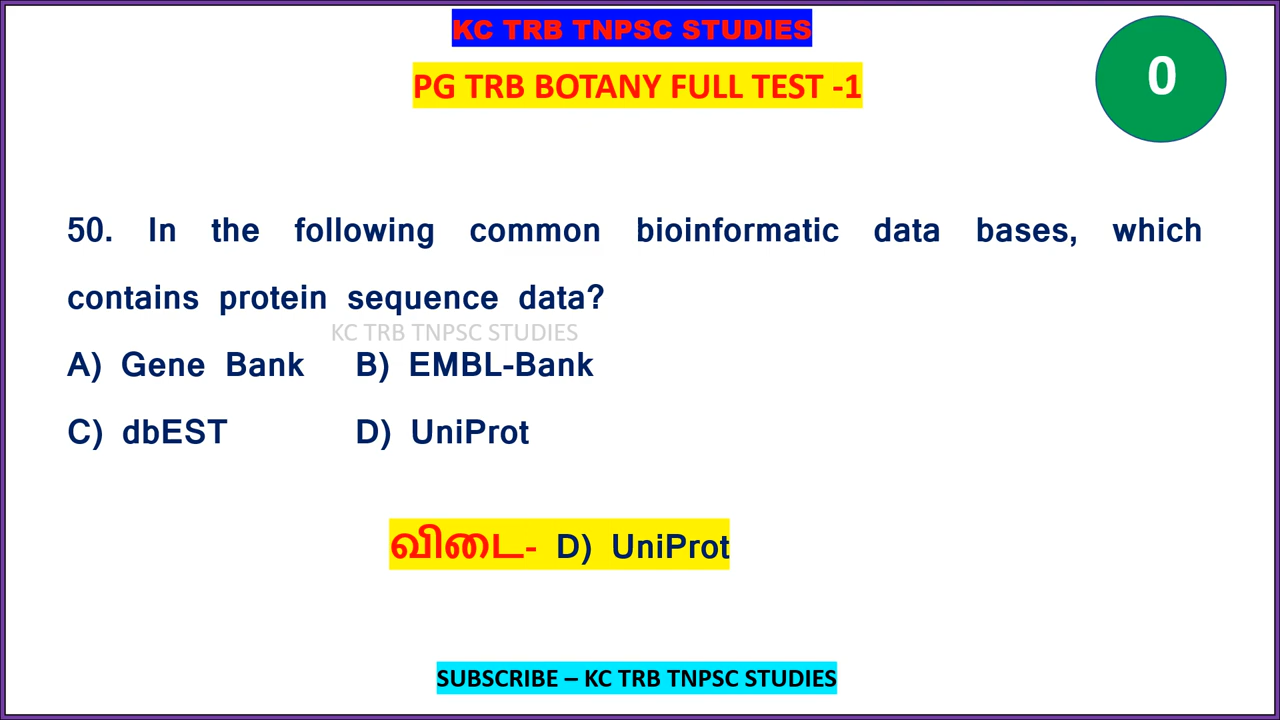 KC TRB TNPSC STUDIES
PG TRB BOTANY FULL TEST -1
0
50. In the following common bioinformatic data bases, which
contains protein sequence data?
KC TRB TNPSC STUDIES
A) Gene Bank B) EMBL-Bank
C) dbEST D) UniProt
விடை- D) UniProt
SUBSCRIBE – KC TRB TNPSC STUDIES